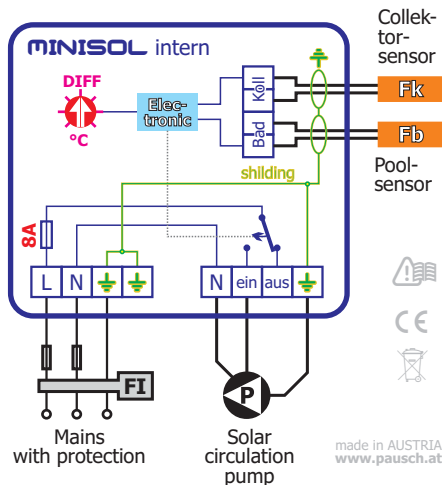 MINISOL intern
Collek-
tor-
sensor
DIFF
°C
Elec-
tronic
Koll
Bad
Fk
Fb
Pool-
sensor
shilding
8A
L N
N ein aus
FI
P
Mains
with protection
Solar
circulation
pump
CE
made in AUSTRIA
www.pausch.at